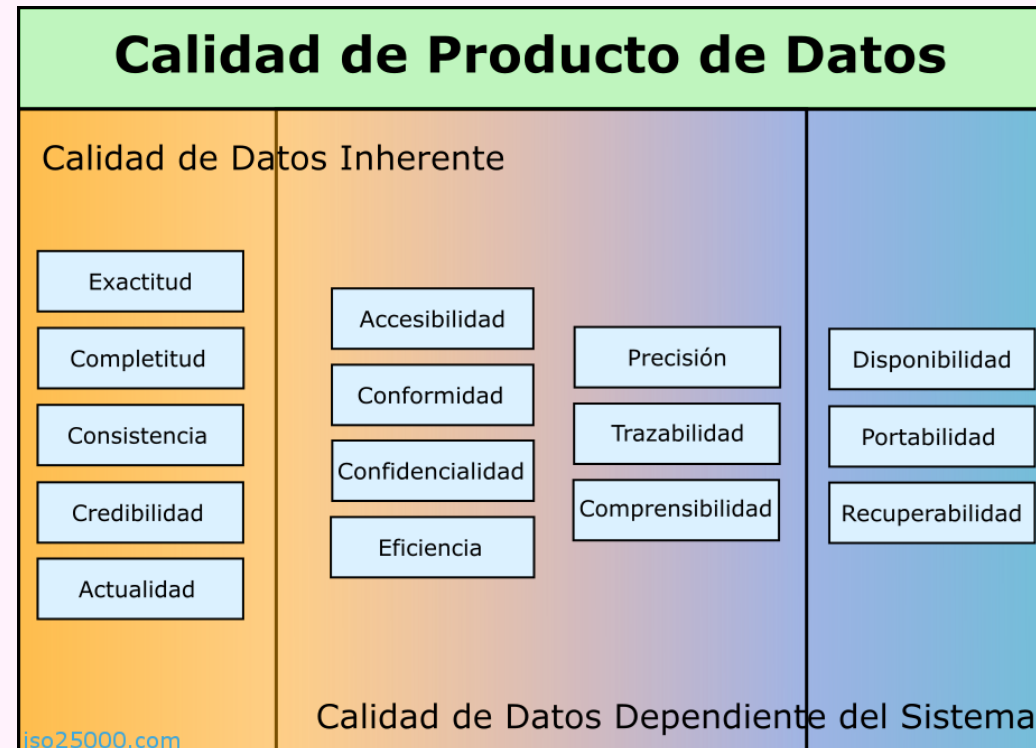 Calidad de Producto de Datos
Calidad de Datos Inherente
Exactitud
Completitud
Consistencia
Credibilidad
Actualidad
Accesibilidad
Conformidad
Confidencialidad
Eficiencia
Precisión
Trazabilidad
Comprensibilidad
Disponibilidad
Portabilidad
Recuperabilidad
Calidad de Datos Dependiente del Sistema
iso25000.com